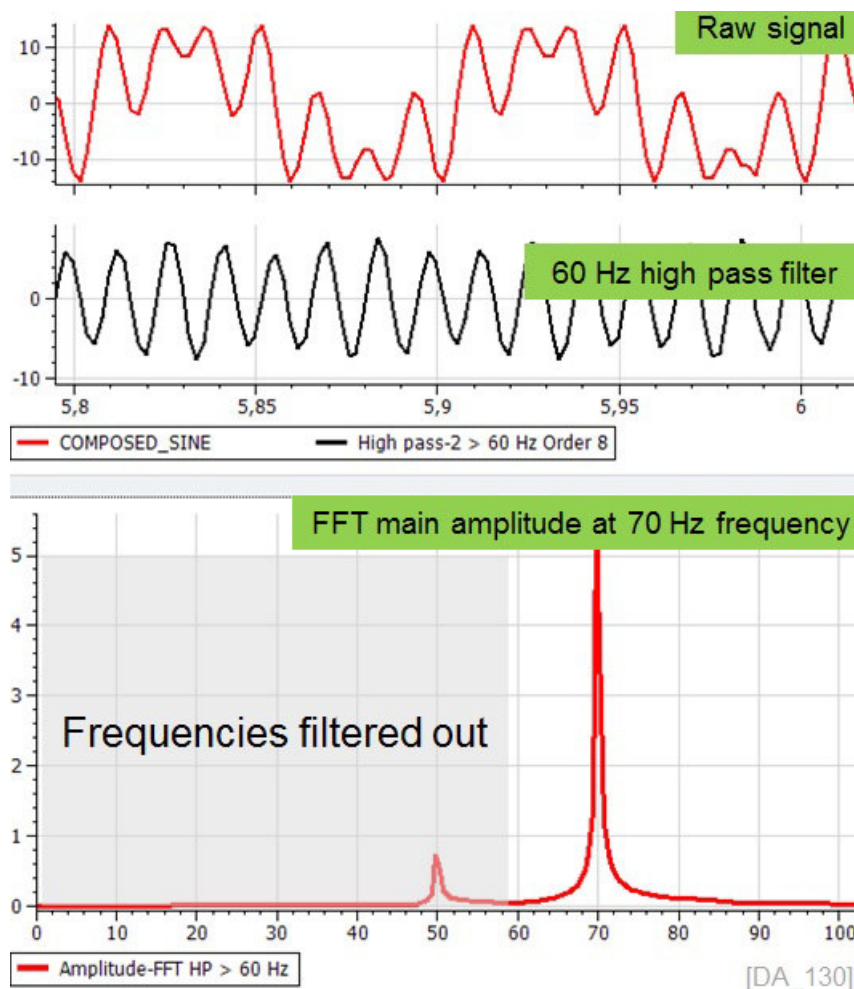 Raw signal
10
0
-10
60 Hz high pass filter
0
-10
5,8 5,85 5,9 5,95 6
COMPOSED_SINE High pass-2 > 60 Hz Order 8
FFT main amplitude at 70 Hz frequency
5
4
3
Frequencies filtered out
2
1
0
0 10 20 30 40 50 60 70 80 90 100
Amplitude-FFT HP > 60 Hz
[DA_130]